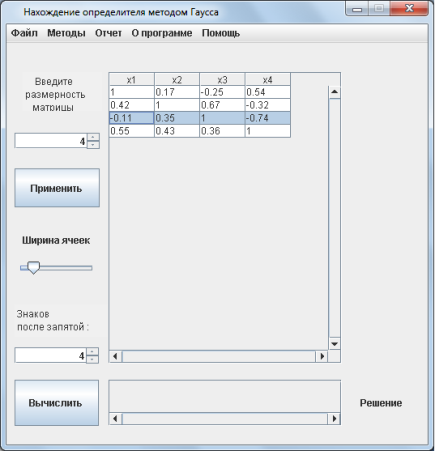 Нахождение определителя методом Гаусса
Файл Методы Отчет О программе Помощь
Введите
размерность
матрицы
4
Применить
Ширина ячеек
Знаков
после запятой :
4
Вычислить
x1 x2 x3 x4
1 0.17 -0.25 0.54
0.42 1 0.67 -0.32
-0.11 0.35 1 -0.74
0.55 0.43 0.36 1
Решение